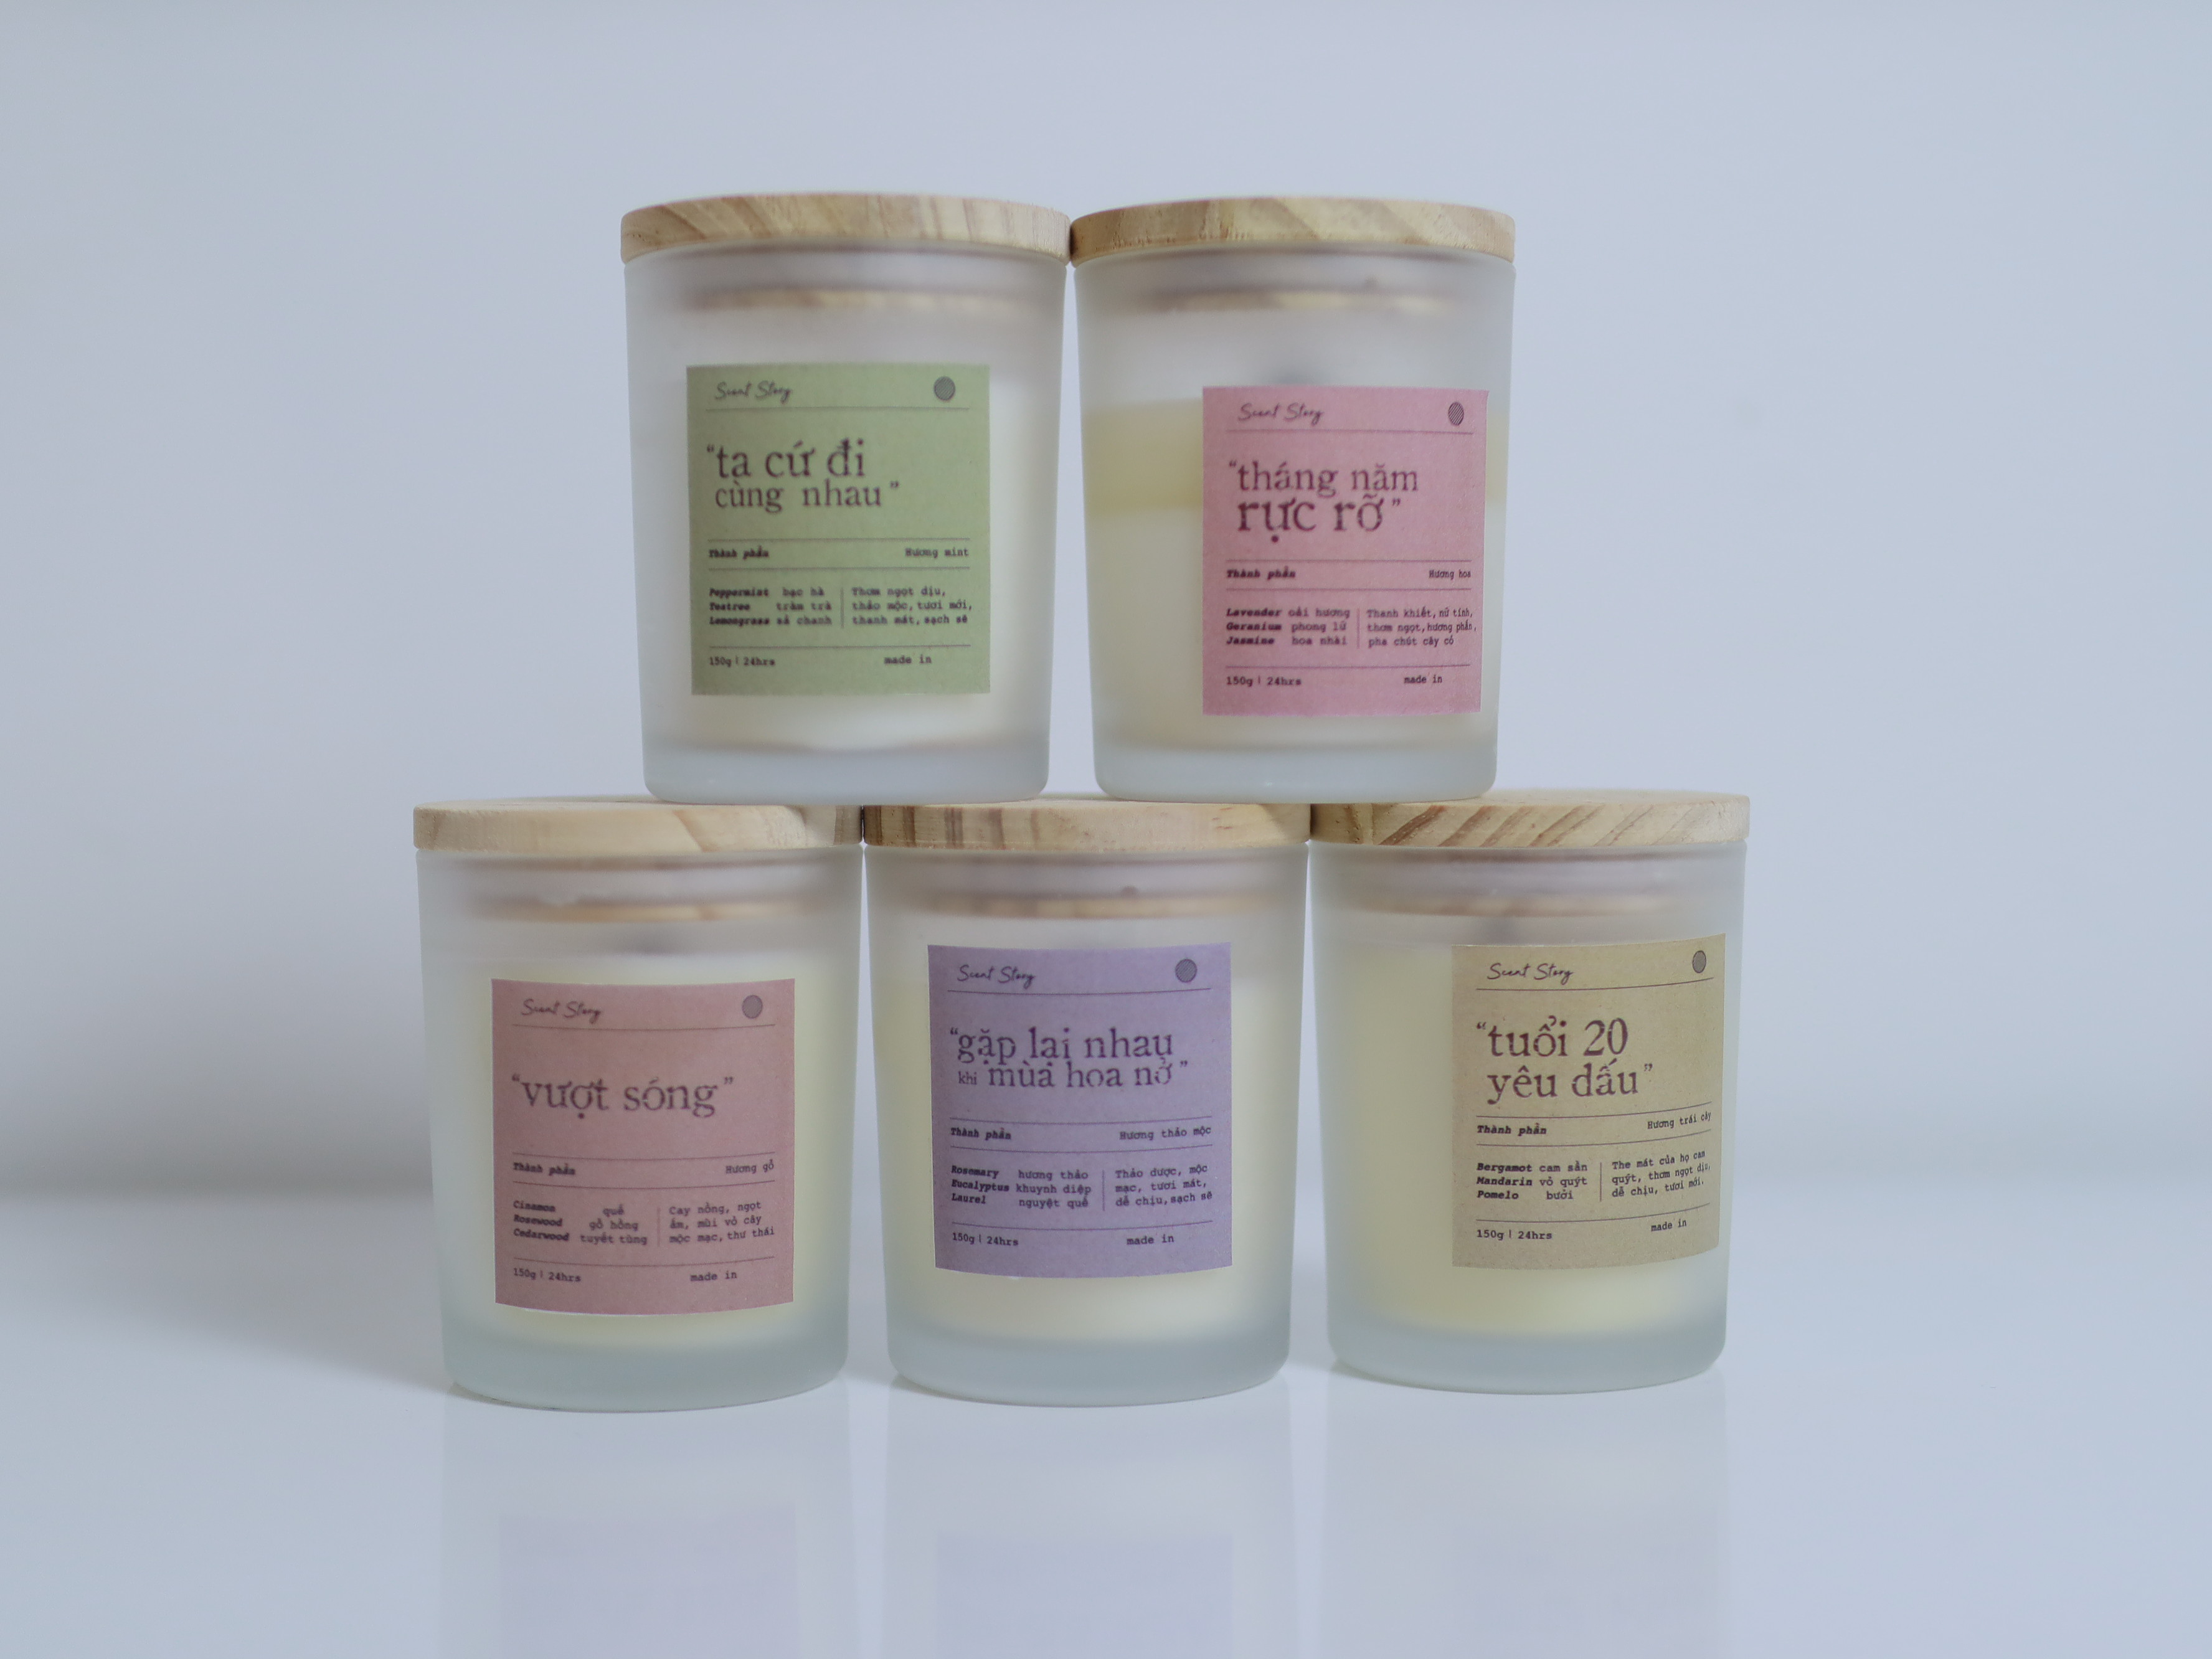 Scent Story
“ta cứ đi
cùng nhau”
Thành phần Hương mint
Peppermint bạc hà
Teatree tràm trà
Lemongrass sả chanh
Thơm ngọt dịu,
thảo mộc, tươi mới,
thanh mát, sạch sẽ
150g | 24hrs made in
Scent Story
“tháng năm
rực rỡ”
Thành phần Hương hoa
Lavender oải hương
Geranium phong lữ
Jasmine hoa nhài
Thanh khiết, nữ tính,
thơm ngọt, hương phấn,
pha chút cây cỏ
150g | 24hrs made in
Scent Story
“vượt sóng”
Thành phần Hương gỗ
Cinamon quế
Rosewood gỗ hồng
Cedarwood tuyết tùng
Cay nồng, ngọt
ấm, mùi vỏ cây
mộc mạc, thư thái
150g | 24hrs made in
Scent Story
“gặp lại nhau
khi mùa hoa nở”
Thành phần Hương thảo mộc
Rosemary hương thảo
Eucalyptus khuynh diệp
Laurel nguyệt quế
Thảo dược, mộc
mạc, tươi mát,
dễ chịu, sạch sẽ
150g | 24hrs made in
Scent Story
“tuổi 20
yêu dấu”
Thành phần Hương trái cây
Bergamot cam sần
Mandarin vỏ quýt
Pomelo bưởi
The mát của họ cam
quýt, thơm ngọt dịu,
dễ chịu, tươi mới.
150g | 24hrs made in